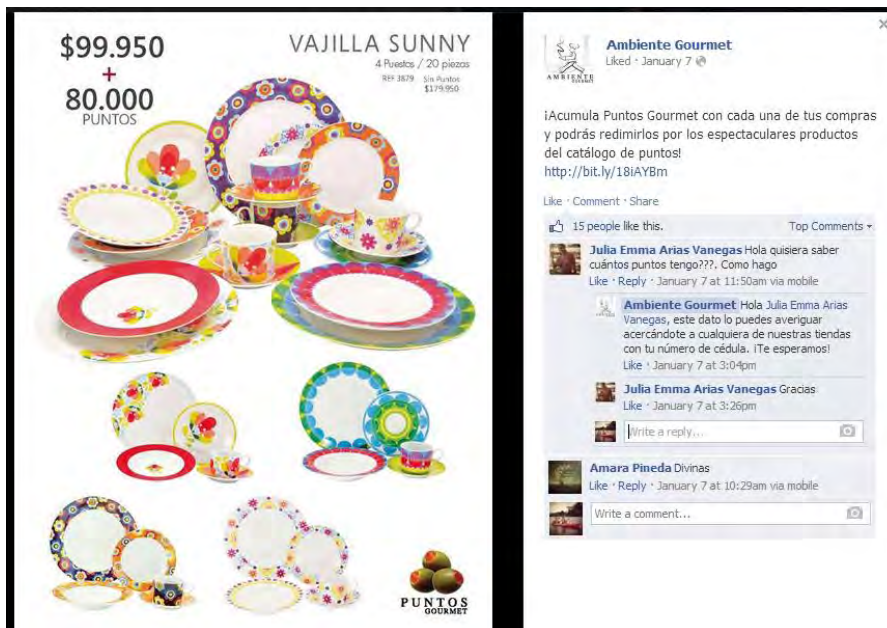 $99.950
+
80.000
PUNTOS
VAJILLA SUNNY
4 Puestos / 20 piezas
REF 3879 Sin Puntos
$179.950
PUNTOS
GOURMET
AMBIENTE
GOURMET
Ambiente Gourmet
Liked · January 7
¡Acumula Puntos Gourmet con cada una de tus compras
y podrás redimirlos por los espectaculares productos
del catálogo de puntos!
http://bit.ly/18iAYBm
Like · Comment · Share
15 people like this.
Top Comments
Julia Emma Arias Vanegas Hola quisiera saber
cuántos puntos tengo???. Como hago
Like · Reply · January 7 at 11:50am via mobile
Ambiente Gourmet Hola Julia Emma Arias
Vanegas, este dato lo puedes averiguar
acercándote a cualquiera de nuestras tiendas
con tu número de cédula. ¡Te esperamos!
Like · January 7 at 3:04pm
Julia Emma Arias Vanegas Gracias
Like · January 7 at 3:26pm
Write a reply...
Amara Pineda Divinas
Like · Reply · January 7 at 10:29am via mobile
Write a comment...